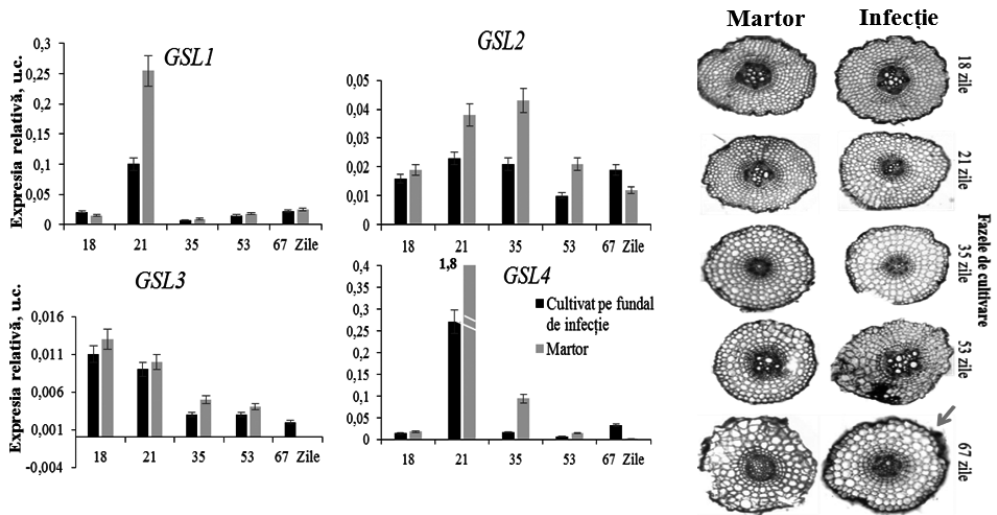 GSL1
Expresia relativă, u.c.
0,3
0,25
0,2
0,1
0,05
0
18 21 35 53 67 Zile
GSL2
0,05
0,04
0,03
0,02
0,01
0
18 21 35 53 67 Zile
GSL3
Expresia relativă, u.c.
0,016
0,011
0,006
0,001
-0,004
18 21 35 53 67 Zile
GSL4
1,8
0,4
0,35
0,3
0,25
0,2
0,1
0,05
0
18 21 35 53 67 Zile
Cultivat pe fundal
de infecție
Martor
Martor Infecție
18 zile
21 zile
35 zile
53 zile
67 zile
Fazele de cultivare